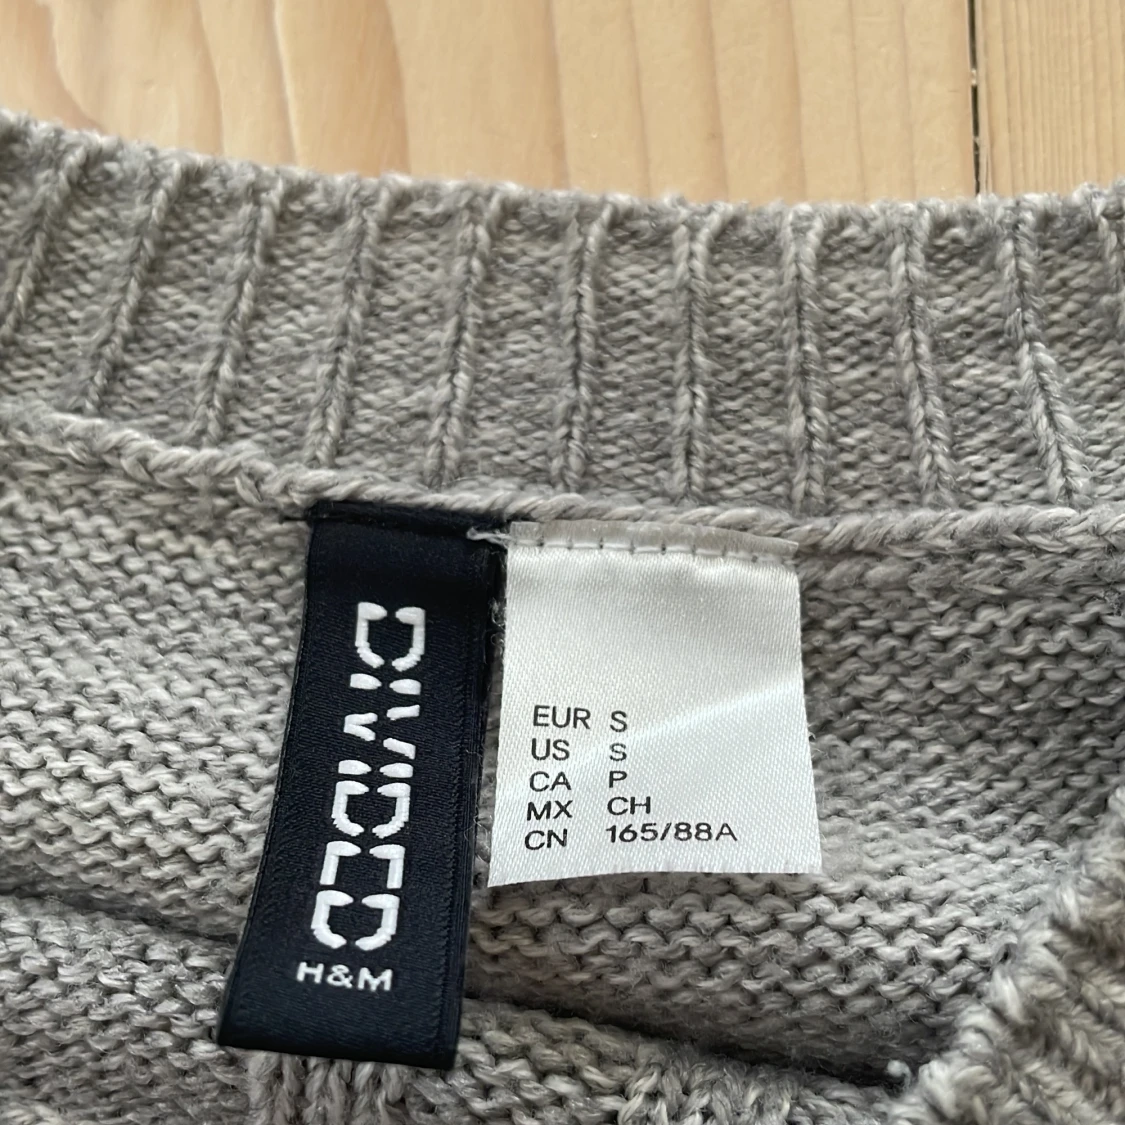 DIVIDED
H&M
EUR S
US S
CA P
MX CH
CN 165/88A